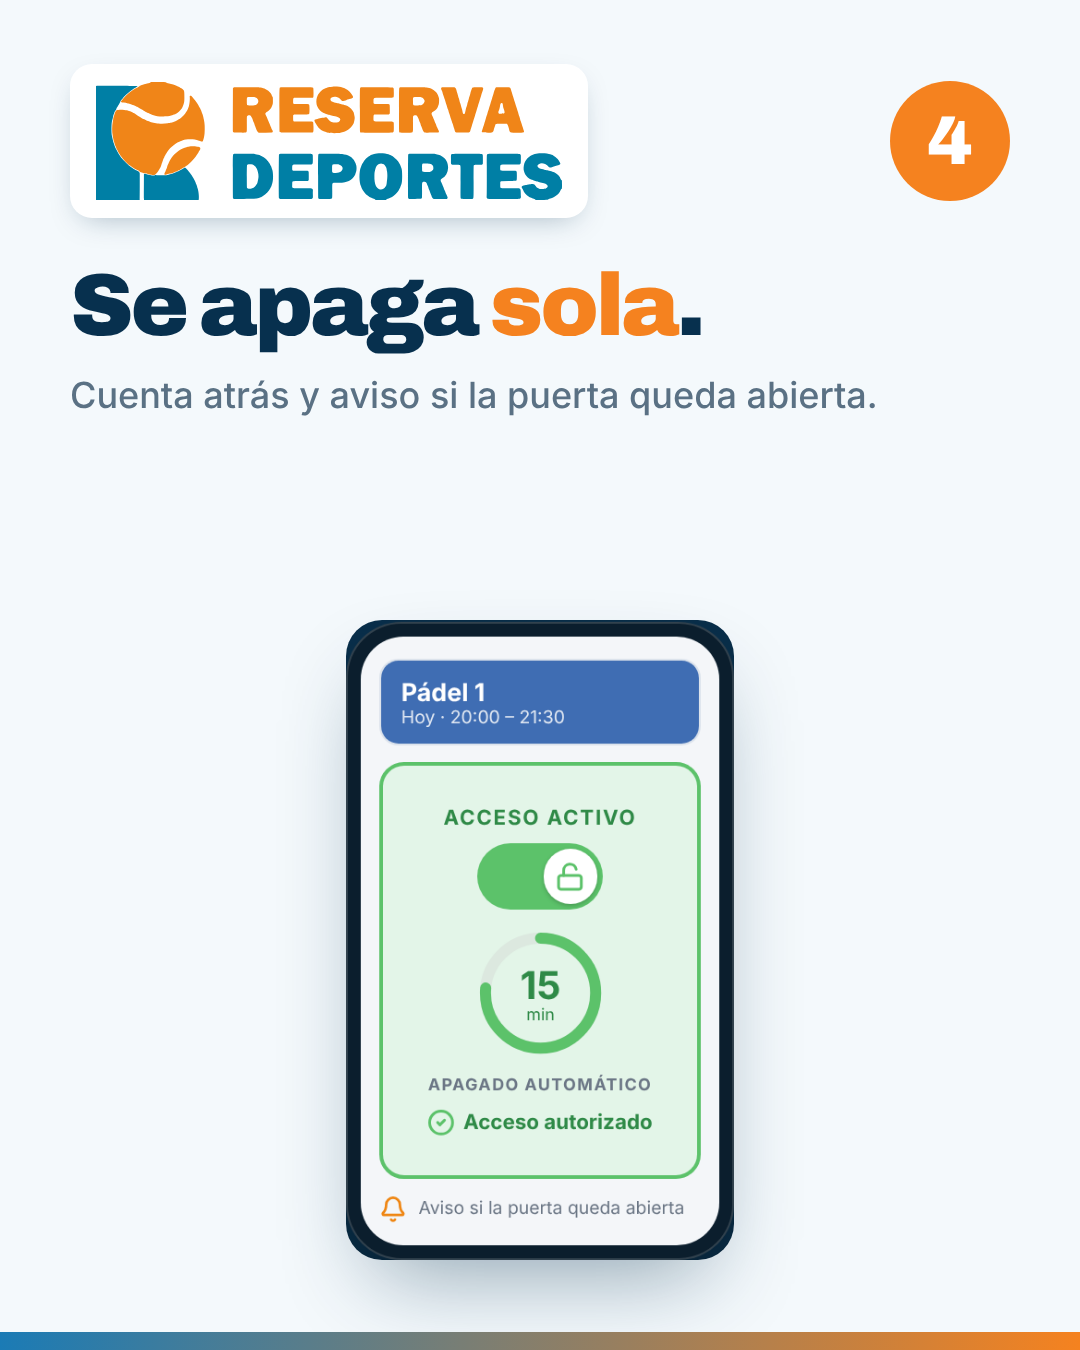 RESERVA
DEPORTES
4
Se apaga sola.
Cuenta atrás y aviso si la puerta queda abierta.
Pádel 1
Hoy · 20:00 – 21:30
ACCESO ACTIVO
15
min
APAGADO AUTOMÁTICO
Acceso autorizado
Aviso si la puerta queda abierta